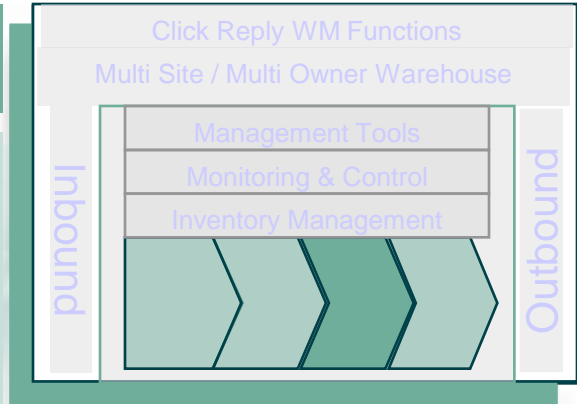 Click Reply WM Functions
Multi Site / Multi Owner Warehouse
Management Tools
Monitoring & Control
Inventory Management
Inbound
Outbound